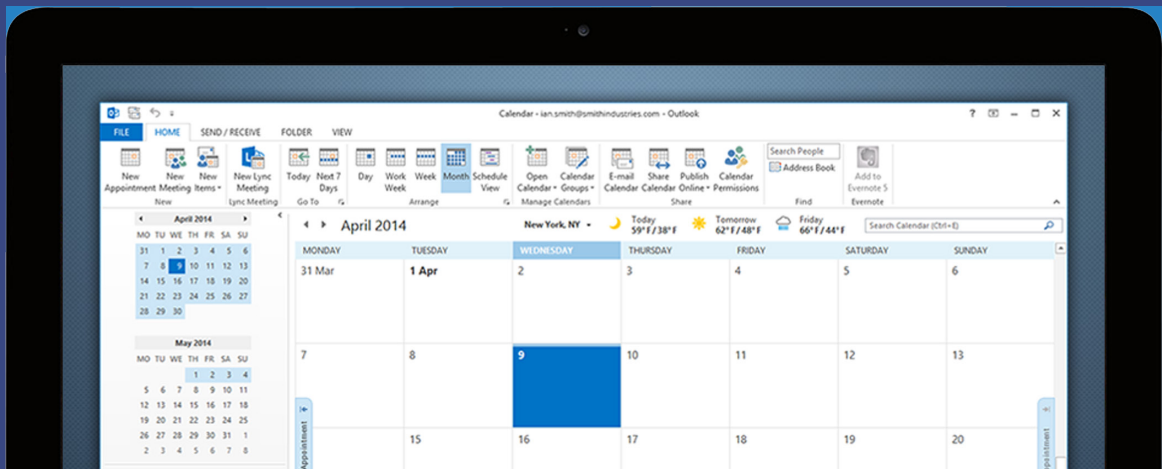 Calendar - ian.smith@smithindustries.com - Outlook
FILE HOME SEND / RECEIVE FOLDER VIEW
New Appointment
New Meeting
New Items
New Lync Meeting
Today
Next 7 Days
Day
Work Week
Week
Month
Schedule View
Open Calendar
Calendar Groups
E-mail Calendar
Share Calendar
Publish Online
Calendar Permissions
Search People
Address Book
Add to Evernote 5
New Lync Meeting Go To Arrange Manage Calendars Share Find Evernote
April 2014
MO TU WE TH FR SA SU
31 1 2 3 4 5 6
7 8 9 10 11 12 13
14 15 16 17 18 19 20
21 22 23 24 25 26 27
28 29 30
May 2014
MO TU WE TH FR SA SU
1 2 3 4
5 6 7 8 9 10 11
12 13 14 15 16 17 18
19 20 21 22 23 24 25
26 27 28 29 30 31 1
2 3 4 5 6 7 8
April 2014
New York, NY
Today
59°F/38°F
Tomorrow
62°F/48°F
Friday
66°F/44°F
Search Calendar (Ctrl+E)
MONDAY TUESDAY WEDNESDAY THURSDAY FRIDAY SATURDAY SUNDAY
31 Mar 1 Apr 2 3 4 5 6
7 8 9 10 11 12 13
15 16 17 18 19 20
Appointment